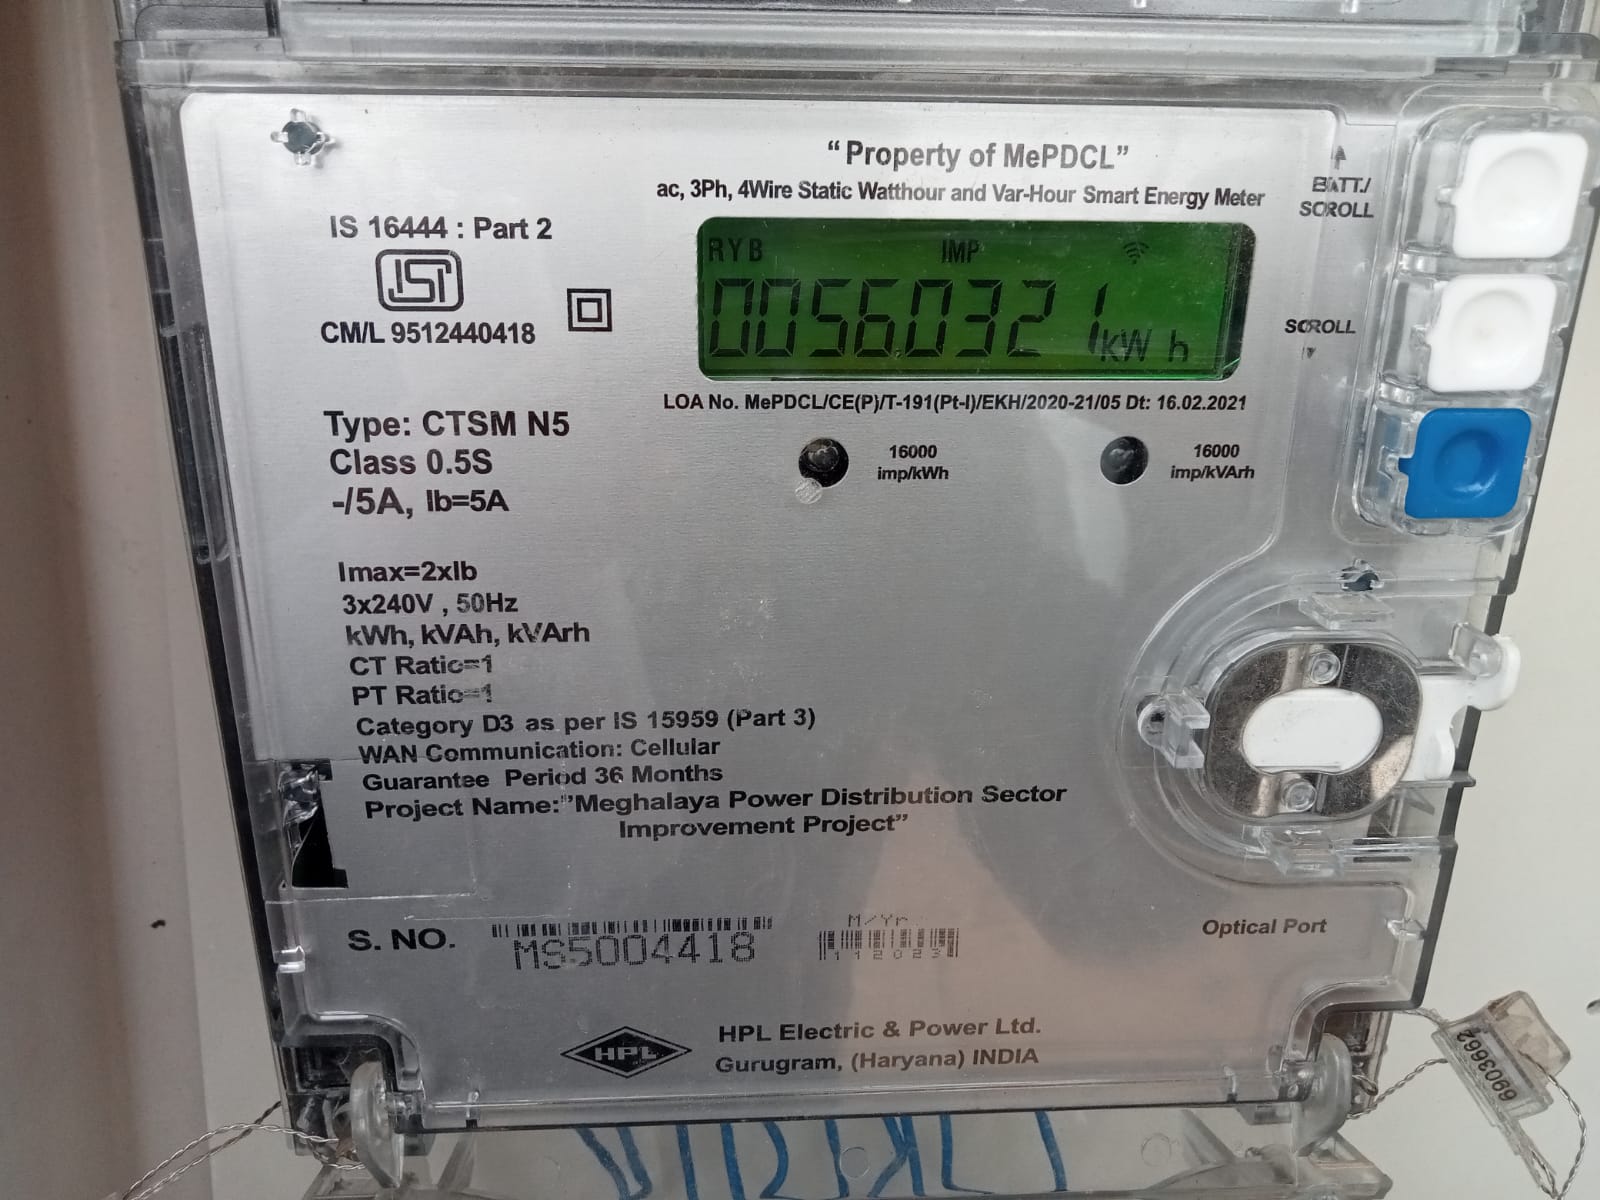 "Property of MePDCL"
ac, 3Ph, 4Wire Static Watthour and Var-Hour Smart Energy Meter
BATT./
SCROLL
IS 16444 : Part 2
ISI
CM/L 9512440418
RYB IMP
0056.0321 kWh
SCROLL
LOA No. MePDCL/CE(P)/T-191(Pt-I)/EKH/2020-21/05 Dt: 16.02.2021
16000
imp/kWh
16000
imp/kVArh
Type: CTSM N5
Class 0.5S
-/5A, Ib=5A
Imax=2xIb
3x240V , 50Hz
kWh, kVAh, kVArh
CT Ratio=1
PT Ratio=1
Category D3 as per IS 15959 (Part 3)
WAN Communication: Cellular
Guarantee Period 36 Months
Project Name:"Meghalaya Power Distribution Sector
Improvement Project"
Optical Port
S. NO.
MS5004418
M/Yr
112023
HPL
HPL Electric & Power Ltd.
Gurugram, (Haryana) INDIA
6903662